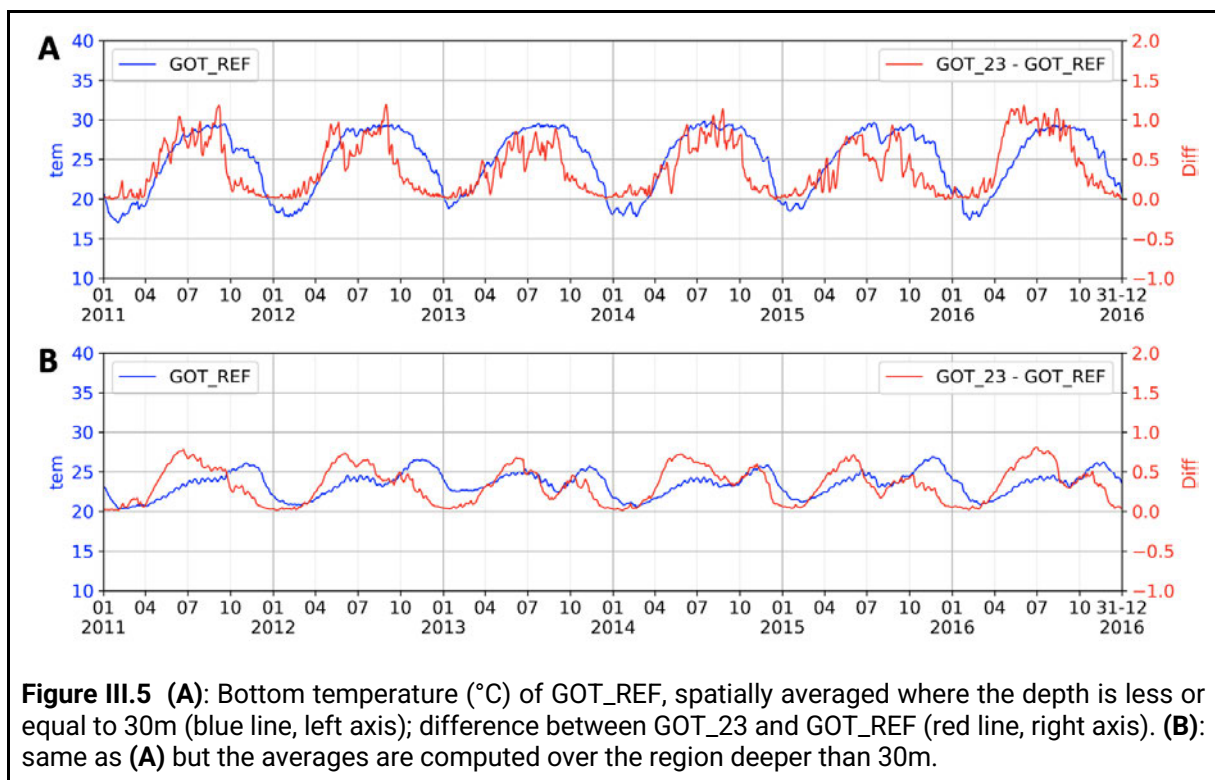 A
GOT_REF
GOT_23 - GOT_REF
40
35
30
25
20
15
10
tem
2.0
1.5
1.0
0.5
0.0
−0.5
−1.0
Diff
01 04 07 10 01 04 07 10 01 04 07 10 01 04 07 10 01 04 07 10 01 04 07 10 31-12
2011 2012 2013 2014 2015 2016 2016
B
GOT_REF
GOT_23 - GOT_REF
40
35
30
25
20
15
10
tem
2.0
1.5
1.0
0.5
0.0
−0.5
−1.0
Diff
01 04 07 10 01 04 07 10 01 04 07 10 01 04 07 10 01 04 07 10 01 04 07 10 31-12
2011 2012 2013 2014 2015 2016 2016
Figure III.5 (A): Bottom temperature (°C) of GOT_REF, spatially averaged where the depth is less or
equal to 30m (blue line, left axis); difference between GOT_23 and GOT_REF (red line, right axis). (B):
same as (A) but the averages are computed over the region deeper than 30m.